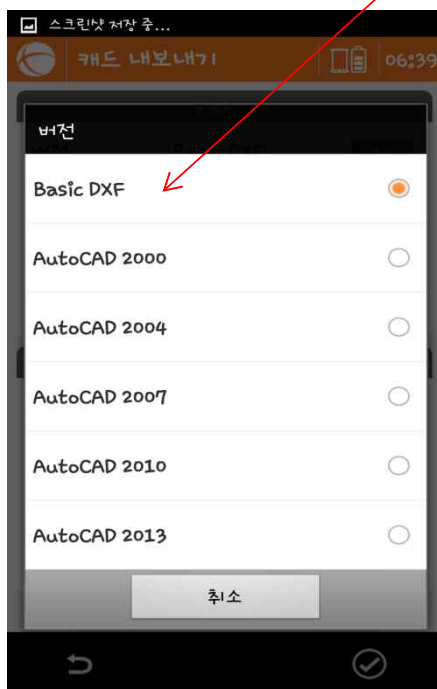 스크린샷 저장 중...
캐드 내보내기
06:39
버전
Basic DXF
AutoCAD 2000
AutoCAD 2004
AutoCAD 2007
AutoCAD 2010
AutoCAD 2013
취소